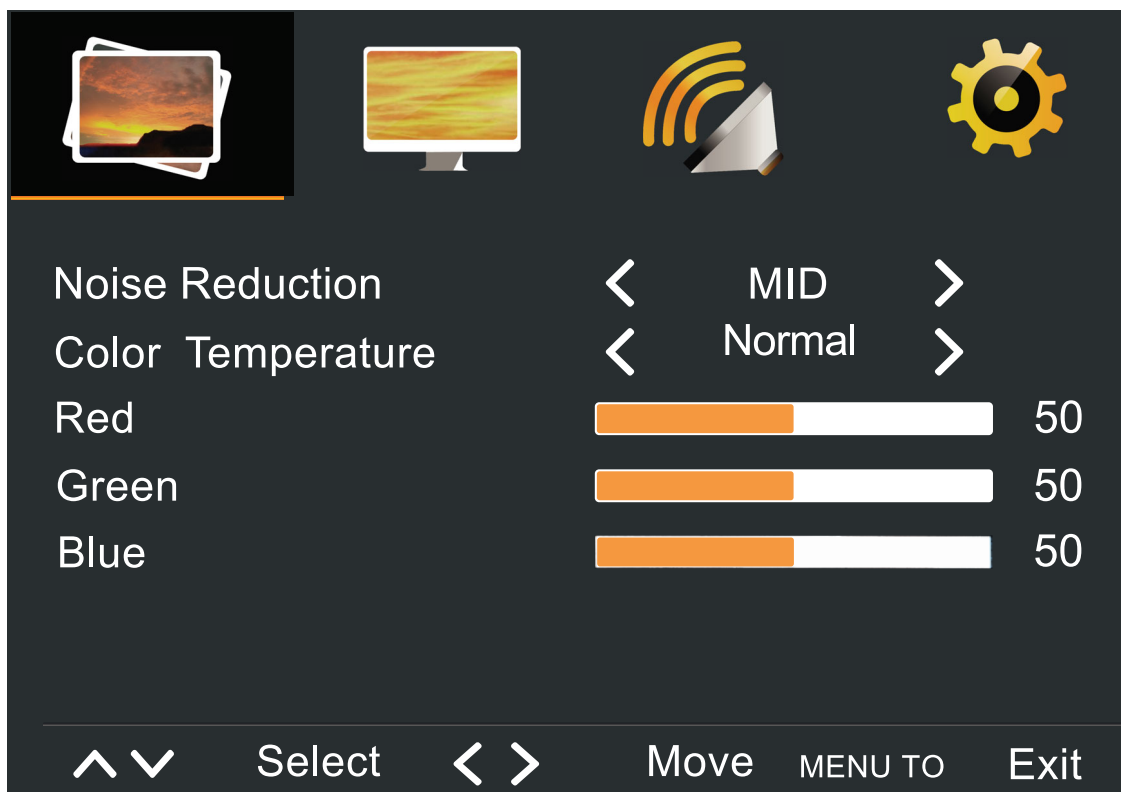 Noise Reduction MID
Color Temperature Normal
Red 50
Green 50
Blue 50
Select Move MENU TO Exit